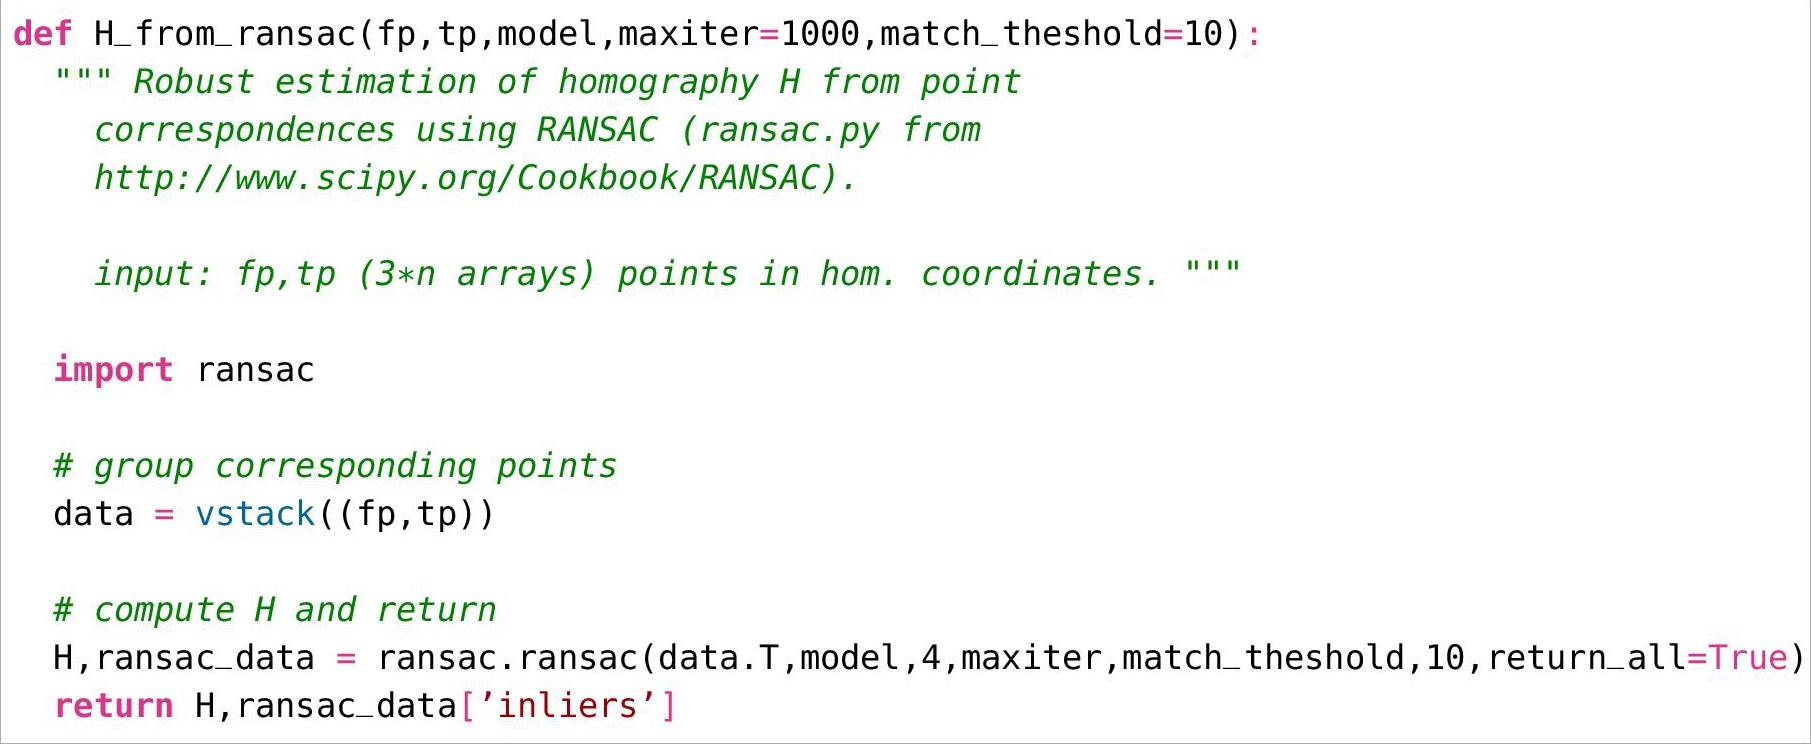 def H_from_ransac(fp,tp,model,maxiter=1000,match_theshold=10):
""" Robust estimation of homography H from point
correspondences using RANSAC (ransac.py from
http://www.scipy.org/Cookbook/RANSAC).
input: fp,tp (3*n arrays) points in hom. coordinates. """
import ransac
# group corresponding points
data = vstack((fp,tp))
# compute H and return
H,ransac_data = ransac.ransac(data.T,model,4,maxiter,match_theshold,10,return_all=True)
return H,ransac_data[’inliers’]